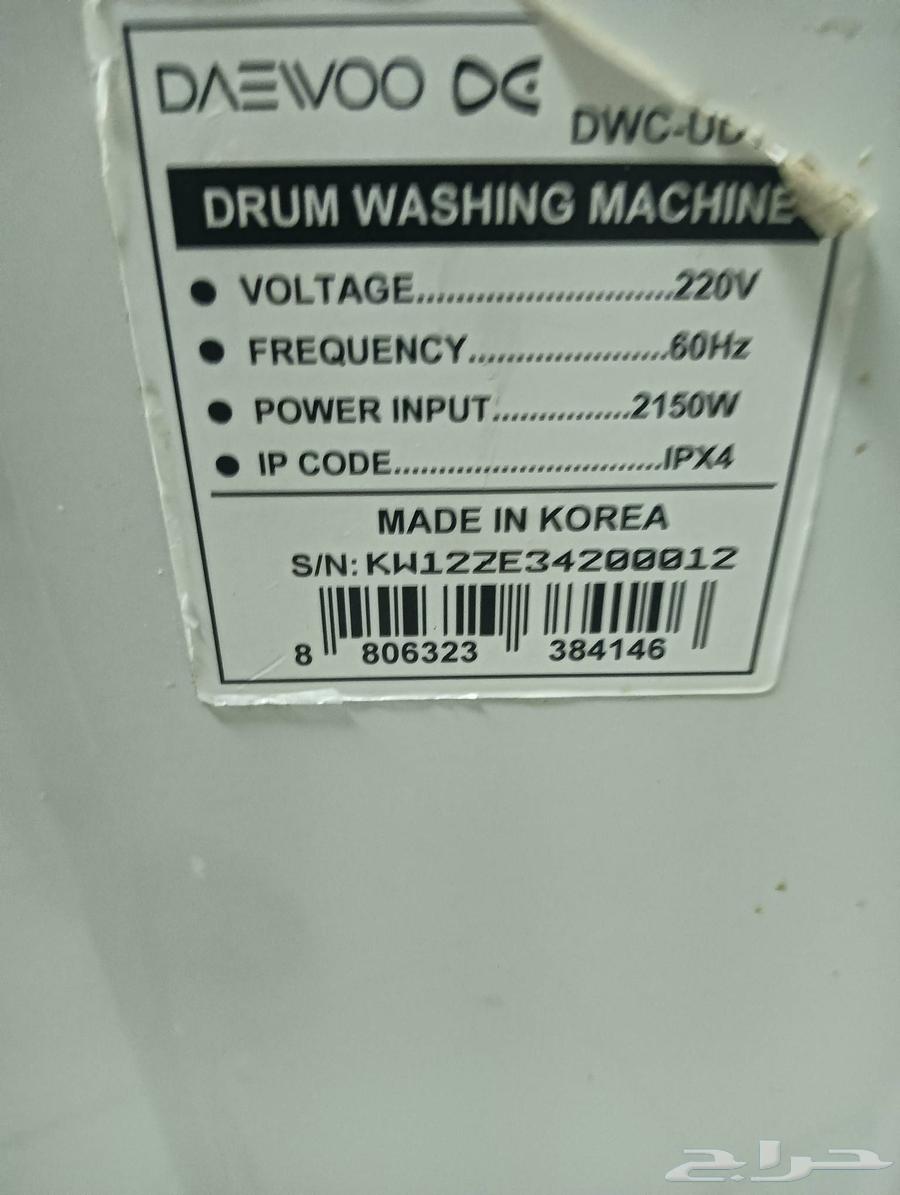 DAEWOO DE
DWC-UD
DRUM WASHING MACHINE
● VOLTAGE............................220V
● FREQUENCY......................60Hz
● POWER INPUT...............2150W
● IP CODE..............................IPX4
MADE IN KOREA
S/N: KW12ZE34200012
8 806323 384146
حراج